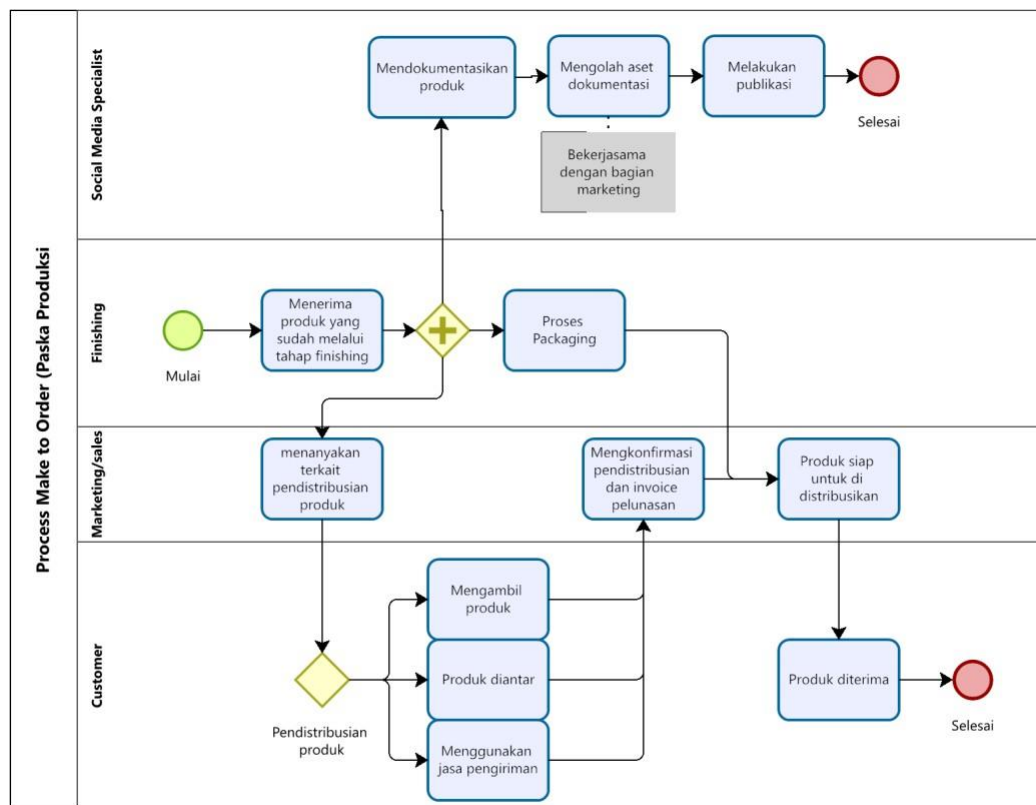 Process Make to Order (Paska Produksi
Social Media Specialist
Mendokumentasikan
produk
Mengolah aset
dokumentasi
Melakukan
publikasi
Selesai
Bekerjasama
dengan bagian
marketing
Finishing
Mulai
Menerima
produk yang
sudah melalui
tahap finishing
Proses
Packaging
Marketing/sales
menanyakan
terkait
pendistribusian
produk
Mengkonfirmasi
pendistribusian
dan invoice
pelunasan
Produk siap
untuk di
distribusikan
Customer
Pendistribusian
produk
Mengambil
produk
Produk diantar
Menggunakan
jasa pengiriman
Produk diterima
Selesai